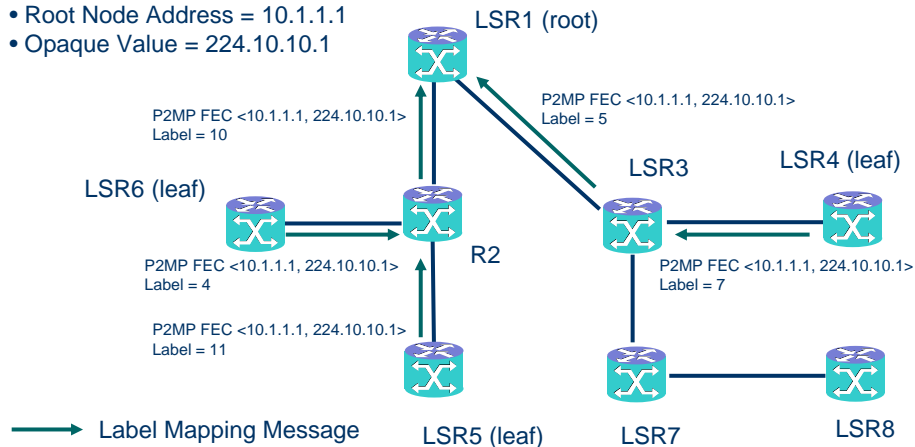 • Root Node Address = 10.1.1.1
• Opaque Value = 224.10.10.1
LSR1 (root)
P2MP FEC <10.1.1.1, 224.10.10.1>
Label = 10
P2MP FEC <10.1.1.1, 224.10.10.1>
Label = 5
LSR6 (leaf)
LSR3
LSR4 (leaf)
R2
P2MP FEC <10.1.1.1, 224.10.10.1>
Label = 4
P2MP FEC <10.1.1.1, 224.10.10.1>
Label = 7
P2MP FEC <10.1.1.1, 224.10.10.1>
Label = 11
Label Mapping Message
LSR5 (leaf)
LSR7
LSR8